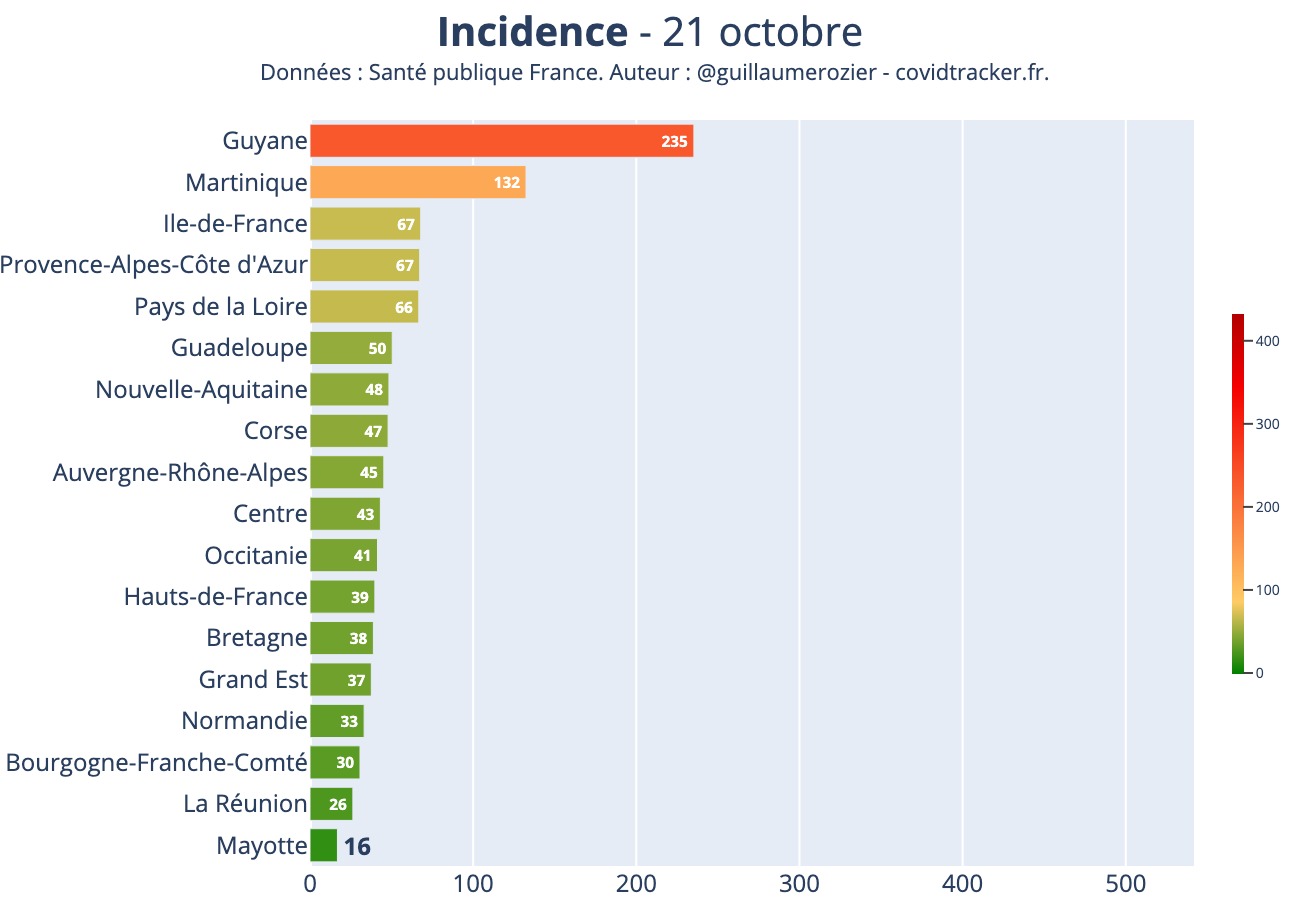 Incidence - 21 octobre
Données : Santé publique France. Auteur : @guillaumerozier - covidtracker.fr.
Guyane 235
Martinique 132
Ile-de-France 67
Provence-Alpes-Côte d'Azur 67
Pays de la Loire 66
Guadeloupe 50
Nouvelle-Aquitaine 48
Corse 47
Auvergne-Rhône-Alpes 45
Centre 43
Occitanie 41
Hauts-de-France 39
Bretagne 38
Grand Est 37
Normandie 33
Bourgogne-Franche-Comté 30
La Réunion 26
Mayotte 16
0 100 200 300 400 500
400
300
200
100
0